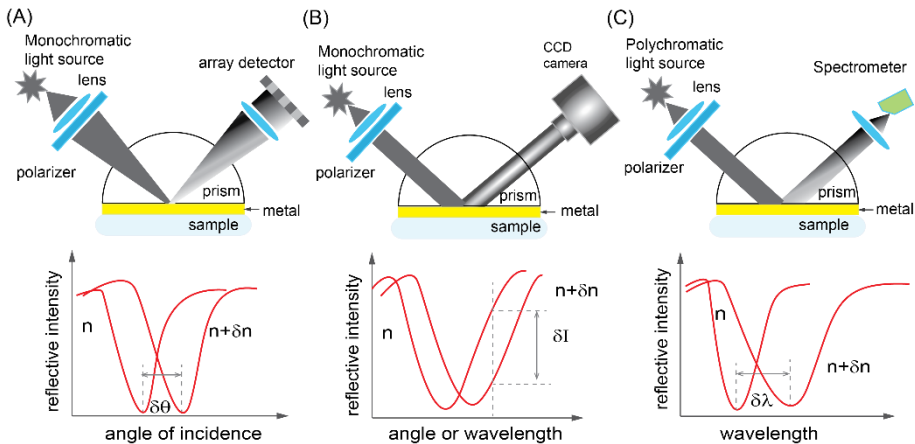 (A)
Monochromatic
light source
lens
array detector
polarizer
prism
metal
sample
reflective intensity
n
n+δn
δθ
angle of incidence
(B)
Monochromatic
light source
lens
CCD
camera
polarizer
prism
metal
sample
reflective intensity
n
n+δn
δI
angle or wavelength
(C)
Polychromatic
light source
lens
Spectrometer
polarizer
prism
metal
sample
reflective intensity
n
n+δn
δλ
wavelength